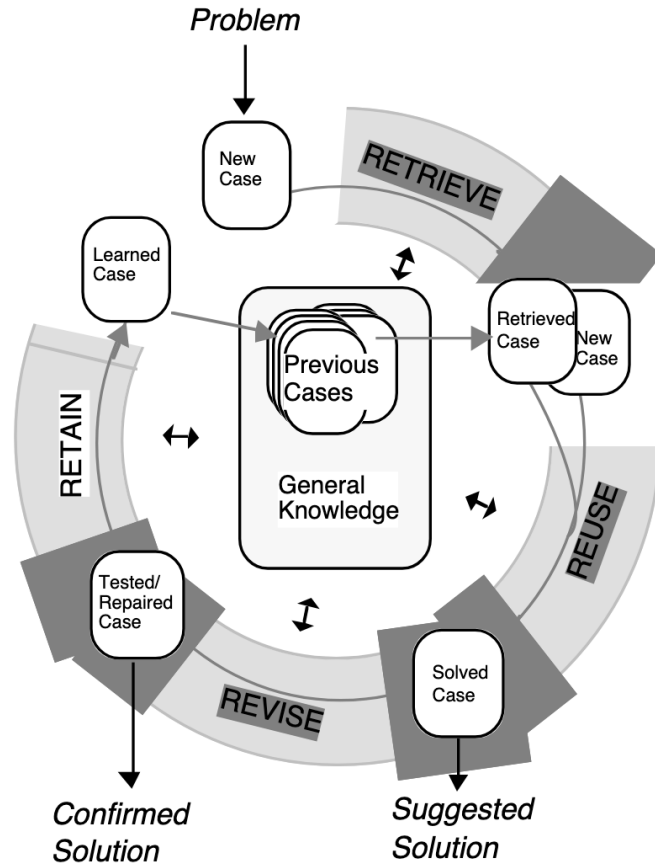 Problem
New
Case
RETRIEVE
Learned
Case
Retrieved
Case
New
Case
Previous
Cases
General
Knowledge
RETAIN
REUSE
Tested/
Repaired
Case
Solved
Case
REVISE
Confirmed
Solution
Suggested
Solution